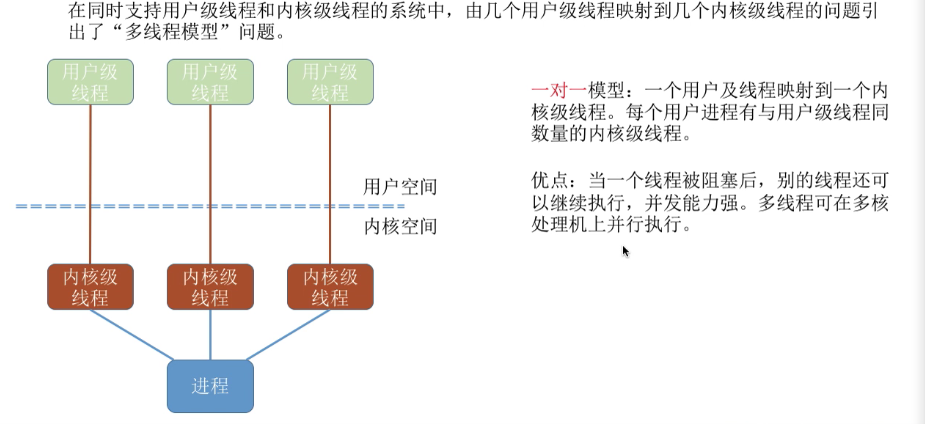 在同时支持用户级线程和内核级线程的系统中，由几个用户级线程映射到几个内核级线程的问题引
出了“多线程模型”问题。
用户级
线程
用户级
线程
用户级
线程
一对一模型：一个用户及线程映射到一个内
核级线程。每个用户进程有与用户级线程同
数量的内核级线程。
优点：当一个线程被阻塞后，别的线程还可
以继续执行，并发能力强。多线程可在多核
处理机上并行执行。
用户空间
内核空间
内核级
线程
内核级
线程
内核级
线程
进程